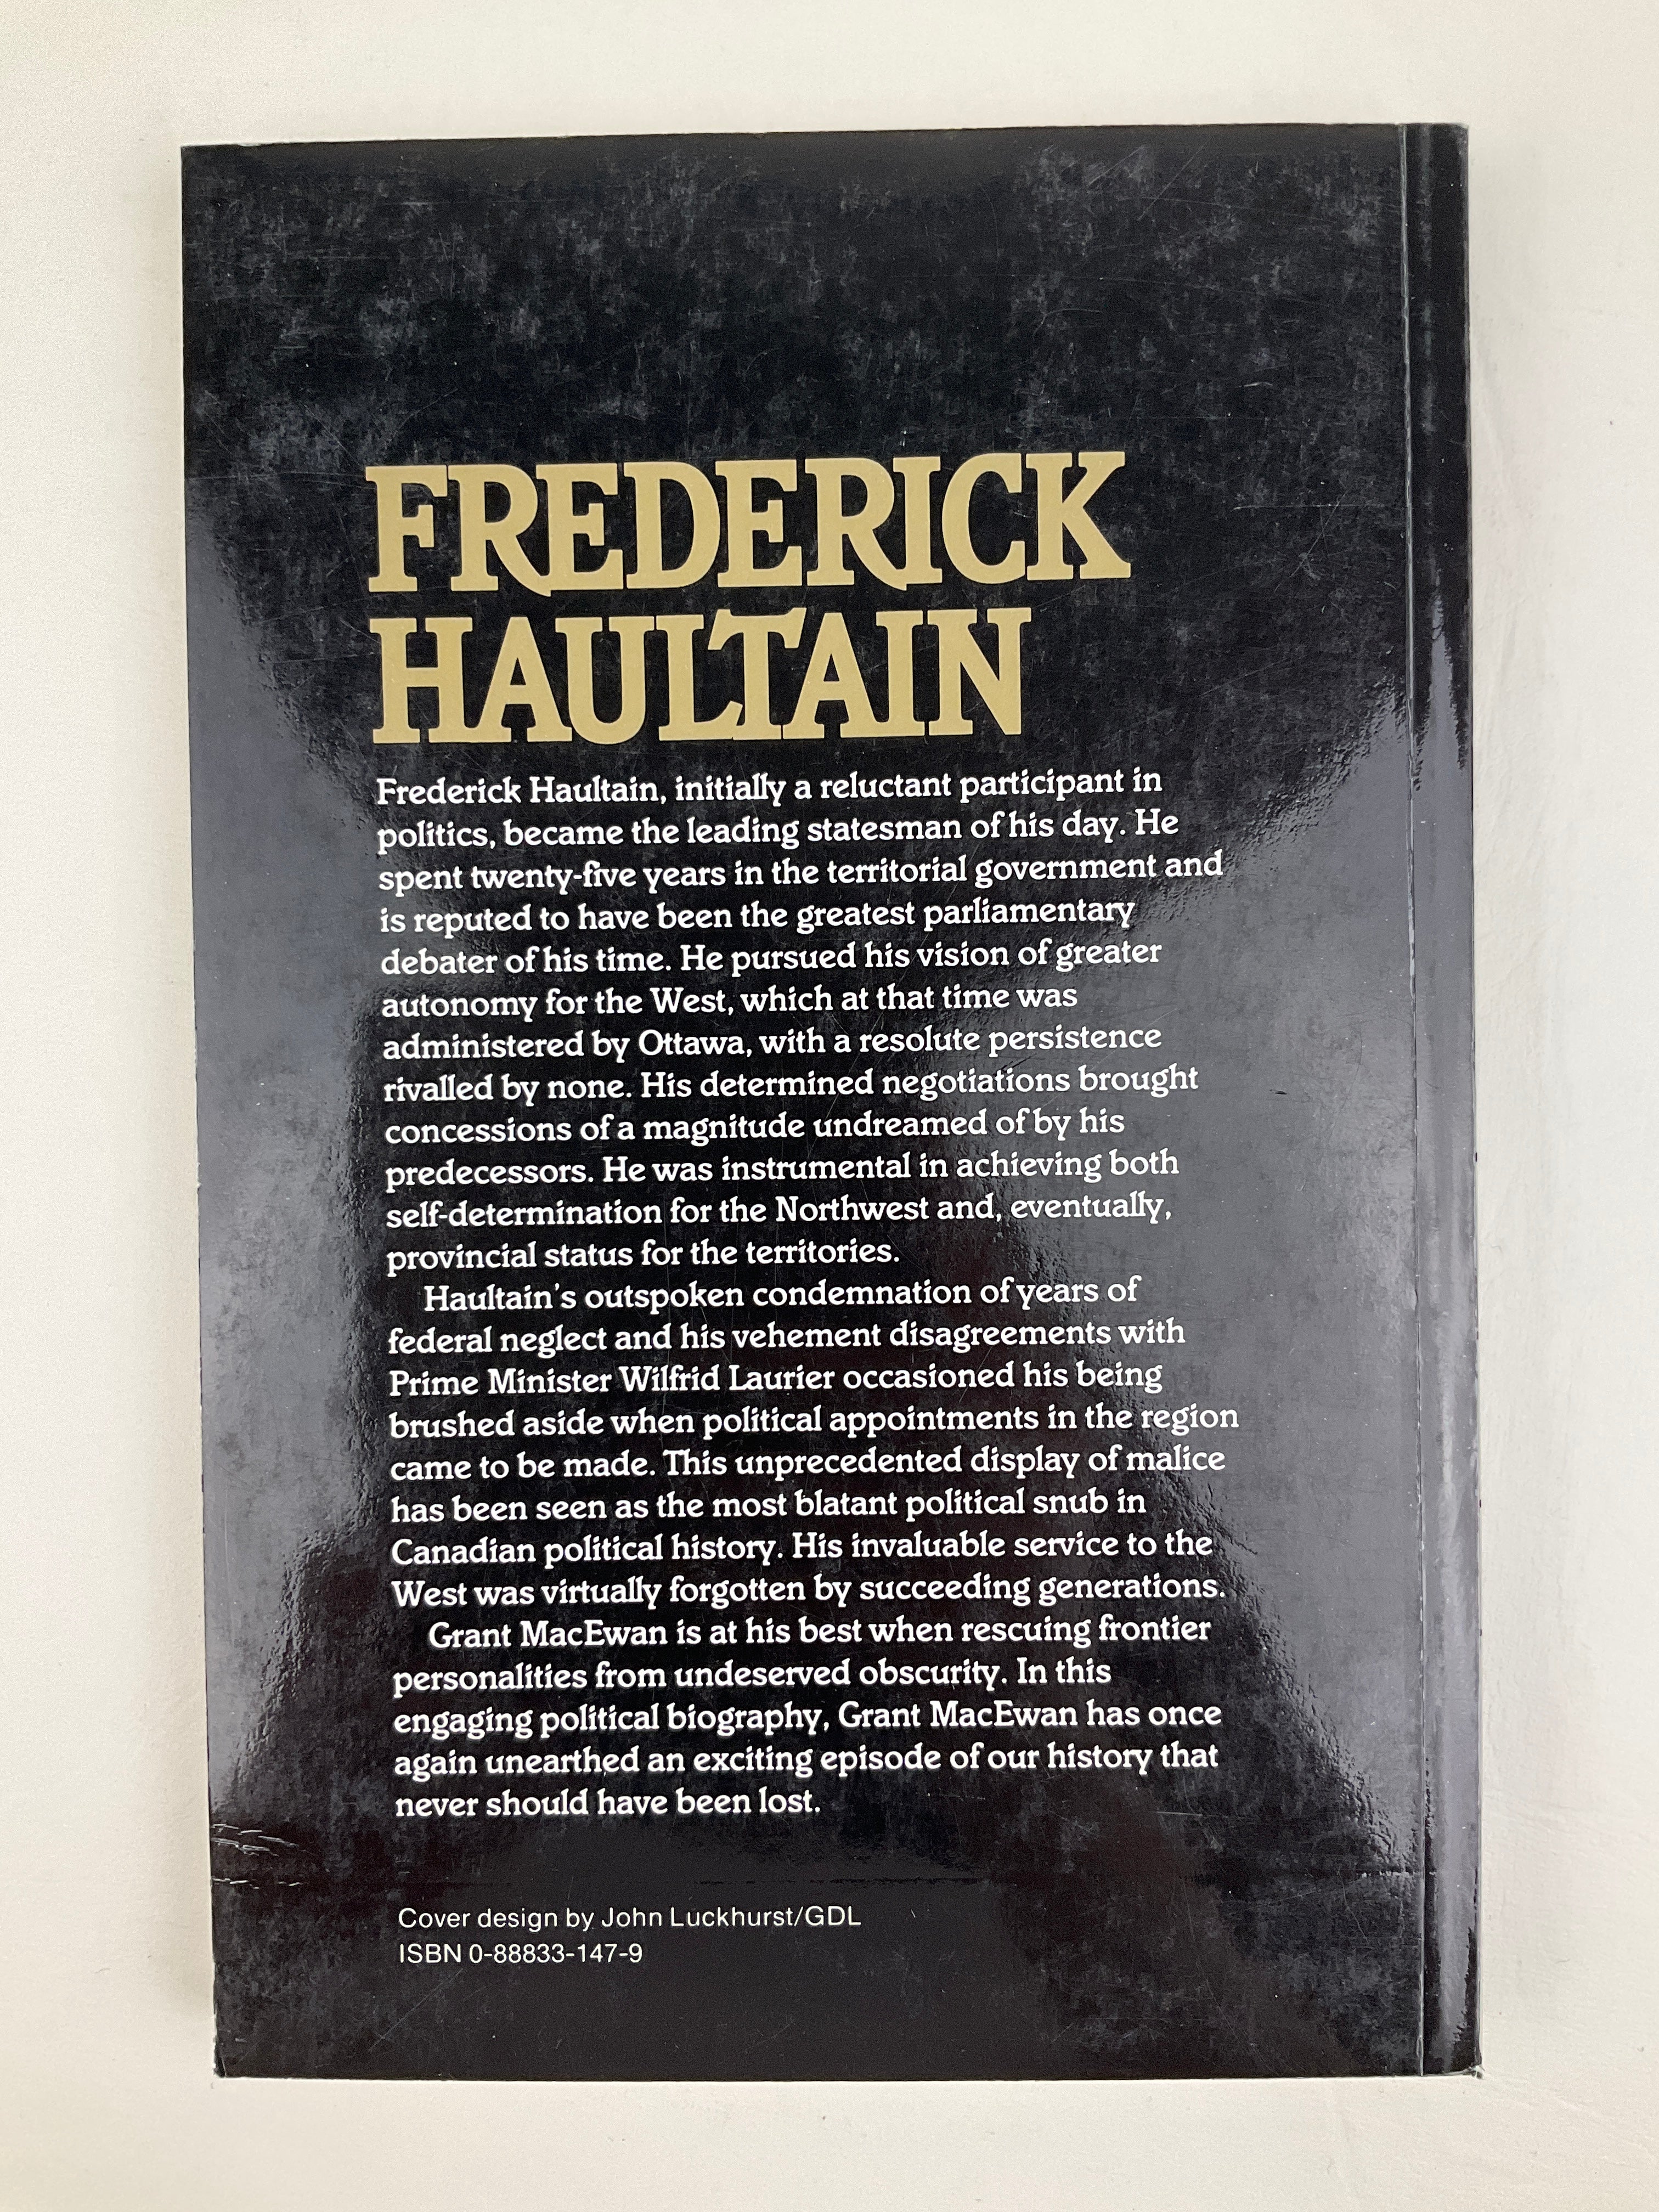 FREDERICK
HAULTAIN
Frederick Haultain, initially a reluctant participant in
politics, became the leading statesman of his day. He
spent twenty-five years in the territorial government and
is reputed to have been the greatest parliamentary
debater of his time. He pursued his vision of greater
autonomy for the West, which at that time was
administered by Ottawa, with a resolute persistence
rivalled by none. His determined negotiations brought
concessions of a magnitude undreamed of by his
predecessors. He was instrumental in achieving both
self-determination for the Northwest and, eventually,
provincial status for the territories.
Haultain's outspoken condemnation of years of
federal neglect and his vehement disagreements with
Prime Minister Wilfrid Laurier occasioned his being
brushed aside when political appointments in the region
came to be made. This unprecedented display of malice
has been seen as the most blatant political snub in
Canadian political history. His invaluable service to the
West was virtually forgotten by succeeding generations.
Grant MacEwan is at his best when rescuing frontier
personalities from undeserved obscurity. In this
engaging political biography, Grant MacEwan has once
again unearthed an exciting episode of our history that
never should have been lost.
Cover design by John Luckhurst/GDL
ISBN 0-88833-147-9